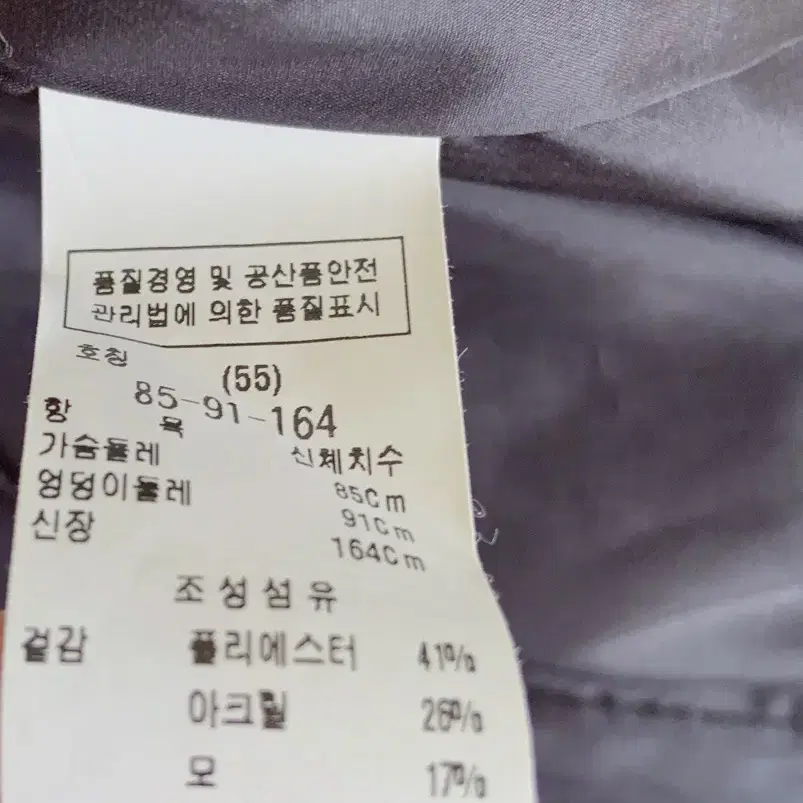 품질경영 및 공산품안전
관리법에 의한 품질표시
호칭
(55)
85-91-164
항 목
신체치수
가슴둘레 85Cm
엉덩이둘레 91Cm
신장 164Cm
조성섬유
겉감 폴리에스터 41%
아크릴 26%
모 17%